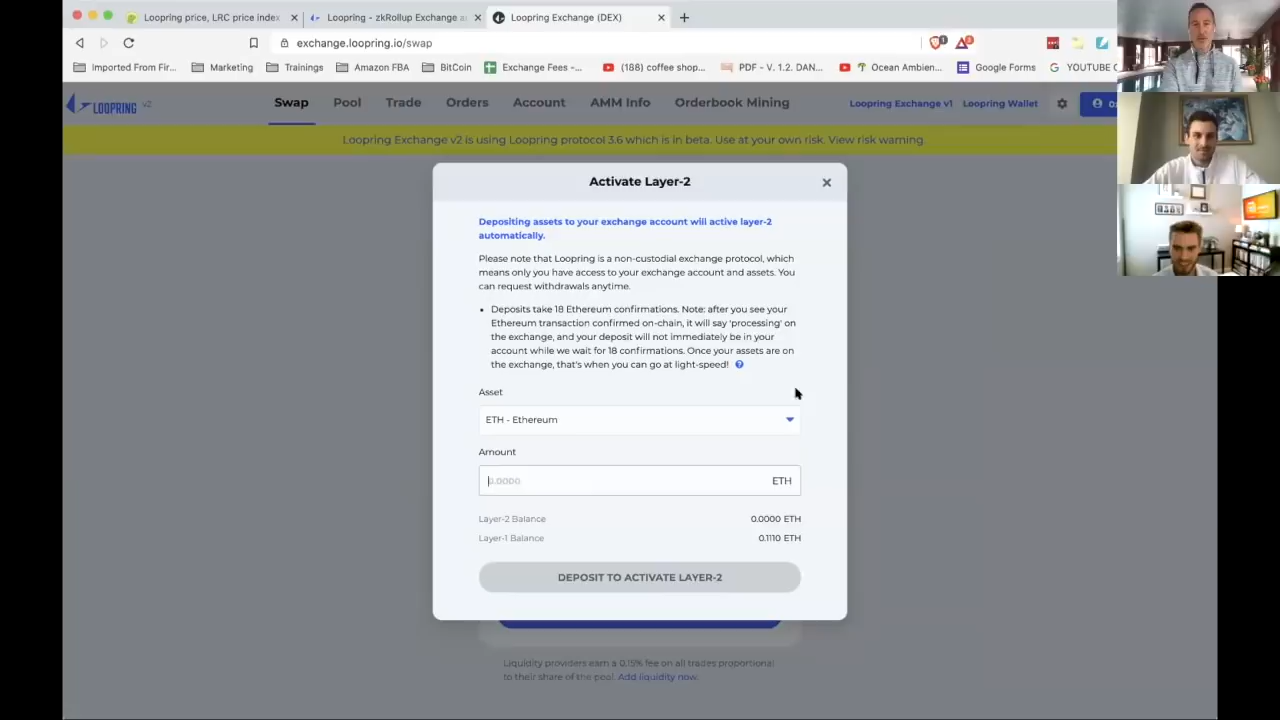 Loopring price, LRC price index
Loopring - zkRollup Exchange a
Loopring Exchange (DEX)
exchange.loopring.io/swap
Imported From Fir...
Marketing
Trainings
Amazon FBA
BitCoin
Exchange Fees -...
(188) coffee shop...
PDF - V. 1.2. DAN...
Ocean Ambien...
Google Forms
YOUTUBE C
LOOPRING v2
Swap
Pool
Trade
Orders
Account
AMM Info
Orderbook Mining
Loopring Exchange v1
Loopring Wallet
Loopring Exchange v2 is using Loopring protocol 3.6 which is in beta. Use at your own risk. View risk warning.
Activate Layer-2
Depositing assets to your exchange account will active layer-2
automatically.
Please note that Loopring is a non-custodial exchange protocol, which
means only you have access to your exchange account and assets. You
can request withdrawals anytime.
• Deposits take 18 Ethereum confirmations. Note: after you see your
Ethereum transaction confirmed on-chain, it will say 'processing' on
the exchange, and your deposit will not immediately be in your
account while we wait for 18 confirmations. Once your assets are on
the exchange, that's when you can go at light-speed!
Asset
ETH - Ethereum
Amount
0.0000 ETH
Layer-2 Balance 0.0000 ETH
Layer-1 Balance 0.1110 ETH
DEPOSIT TO ACTIVATE LAYER-2
Liquidity providers earn a 0.15% fee on all trades proportional
to their share of the pool. Add liquidity now.